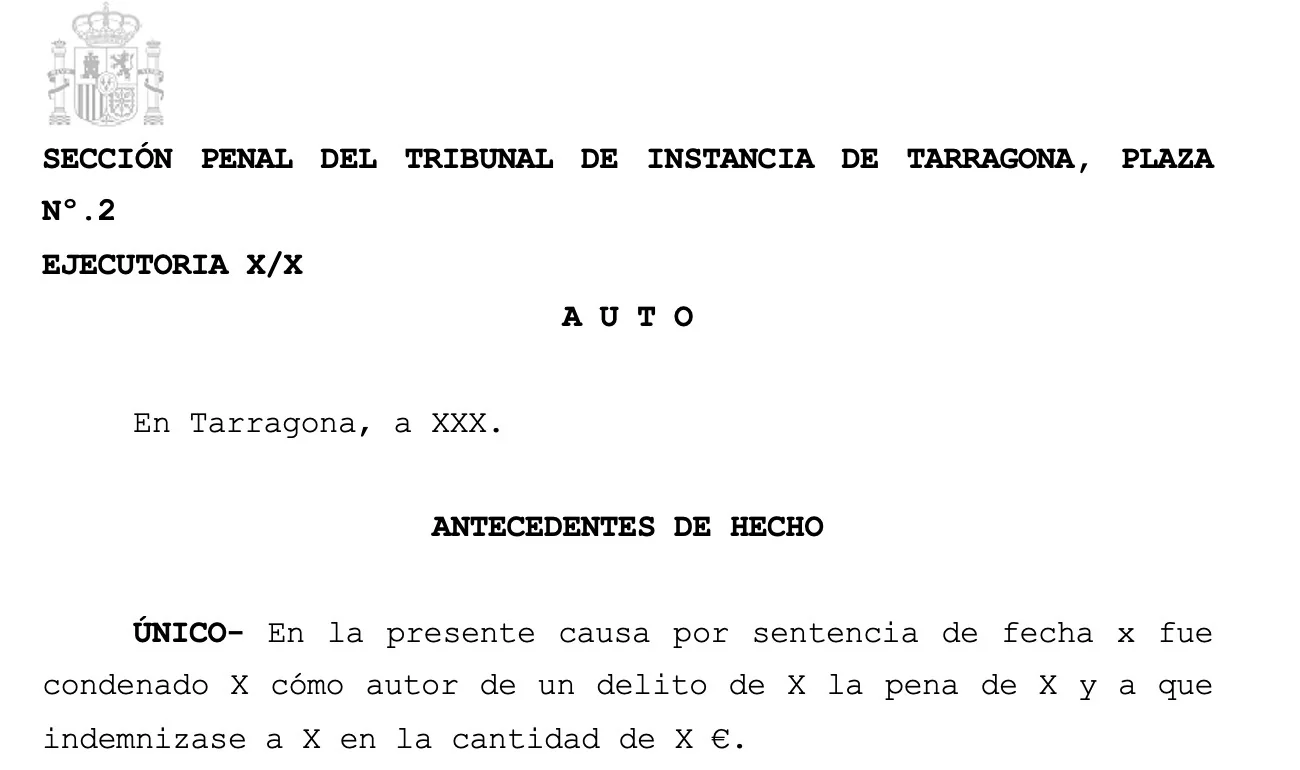 SECCIÓN PENAL DEL TRIBUNAL DE INSTANCIA DE TARRAGONA, PLAZA
Nº.2
EJECUTORIA X/X
A U T O
En Tarragona, a XXX.
ANTECEDENTES DE HECHO
ÚNICO- En la presente causa por sentencia de fecha x fue
condenado X cómo autor de un delito de X la pena de X y a que
indemnizase a X en la cantidad de X €.